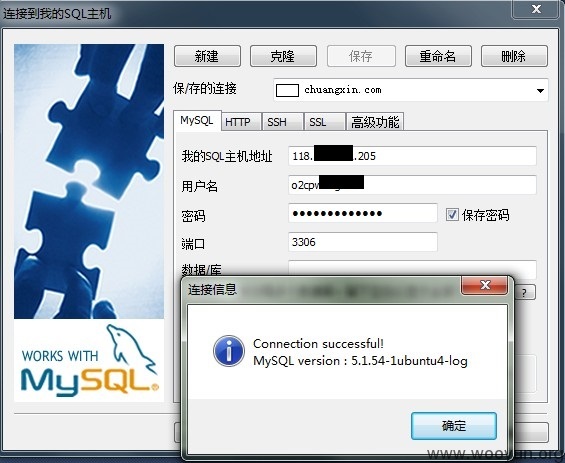 连接到我的SQL主机
新建 克隆 保存 重命名 删除
保/存的连接 chuangxin.com
MySQL HTTP SSH SSL 高级功能
我的SQL主机地址 118. .205
用户名 o2cpw
密码 ●●●●●●●●●●●●● 保存密码
端口 3306
数据/库
?
连接信息
Connection successful!
MySQL version : 5.1.54-1ubuntu4-log
确定
WORKS WITH
MySQL®
www.wooyun.org